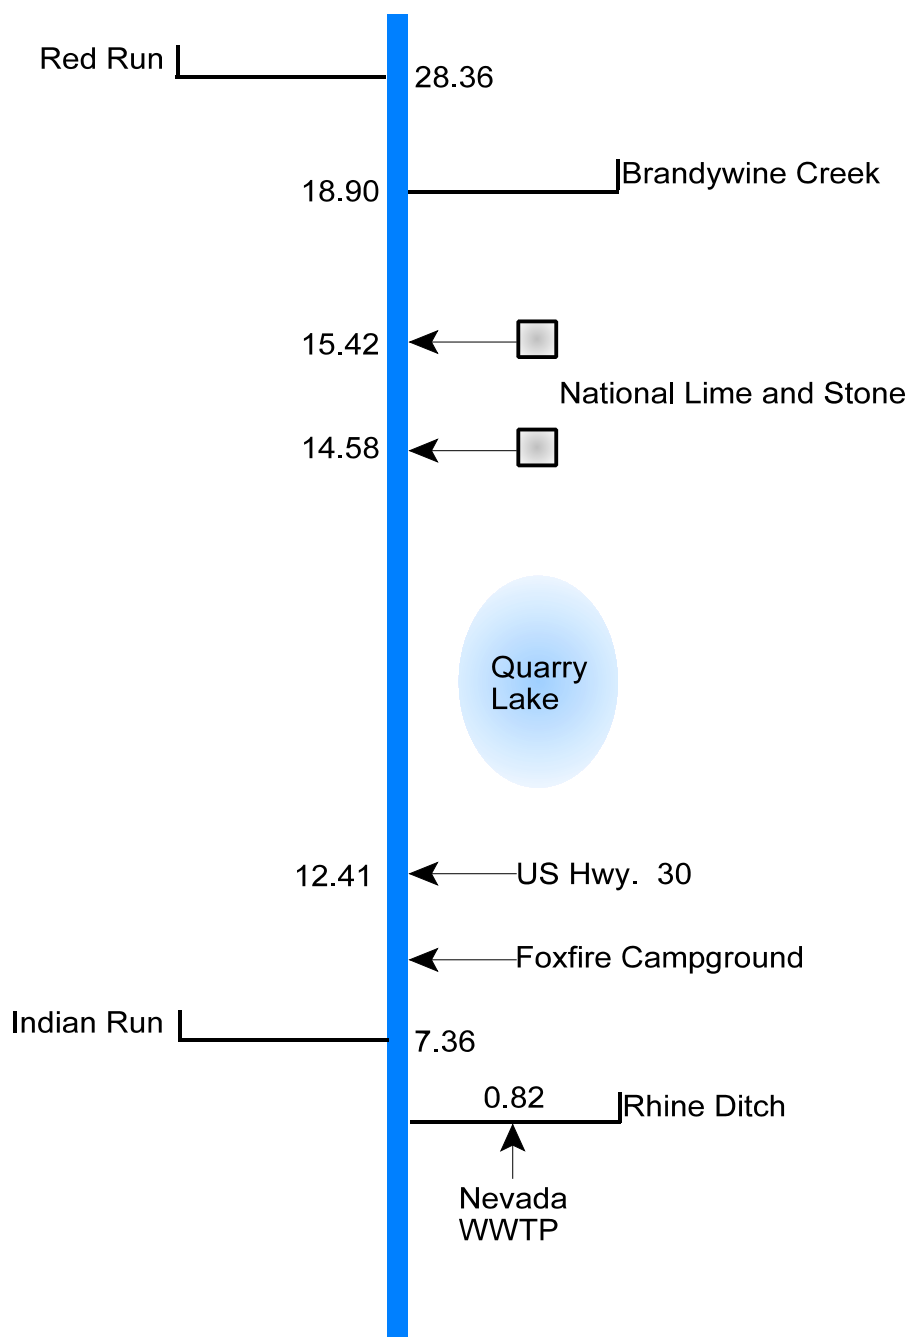 Red Run
28.36
Brandywine Creek
18.90
15.42
National Lime and Stone
14.58
Quarry
Lake
12.41
US Hwy.  30
Foxfire Campground
Indian Run
7.36
0.82
Rhine Ditch
Nevada
WWTP